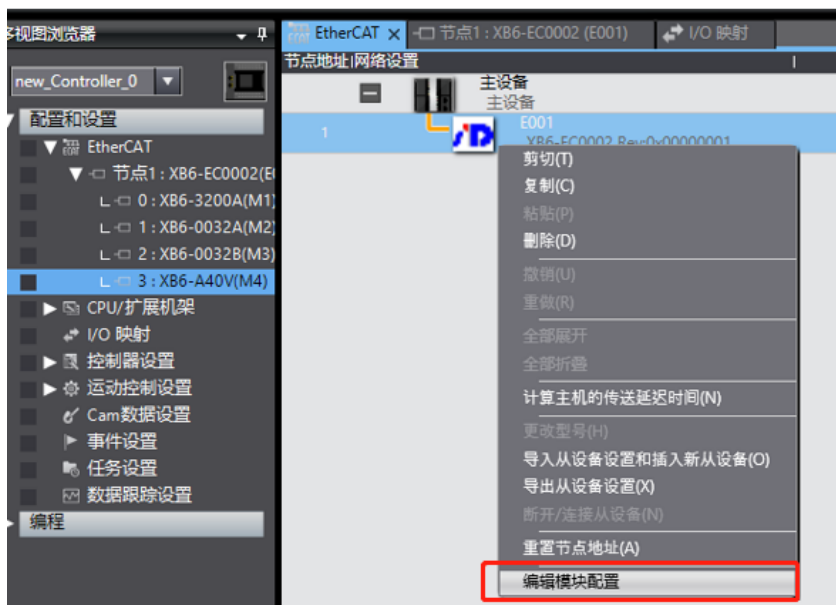 多视图浏览器
EtherCAT
节点1 : XB6-EC0002 (E001)
I/O 映射
new_Controller_0
配置和设置
EtherCAT
节点1 : XB6-EC0002(E
0 : XB6-3200A(M1)
1 : XB6-0032A(M2)
2 : XB6-0032B(M3)
3 : XB6-A40V(M4)
CPU/扩展机架
I/O 映射
控制器设置
运动控制设置
Cam数据设置
事件设置
任务设置
数据跟踪设置
编程
节点地址|网络设置
主设备
主设备
1
E001
XB6-EC0002 Rev:0x00000001
剪切(T)
复制(C)
粘贴(P)
删除(D)
撤销(U)
重做(R)
全部展开
全部折叠
计算主机的传送延迟时间(N)
更改型号(H)
导入从设备设置和插入新从设备(O)
导出从设备设置(X)
断开/连接从设备(N)
重置节点地址(A)
编辑模块配置